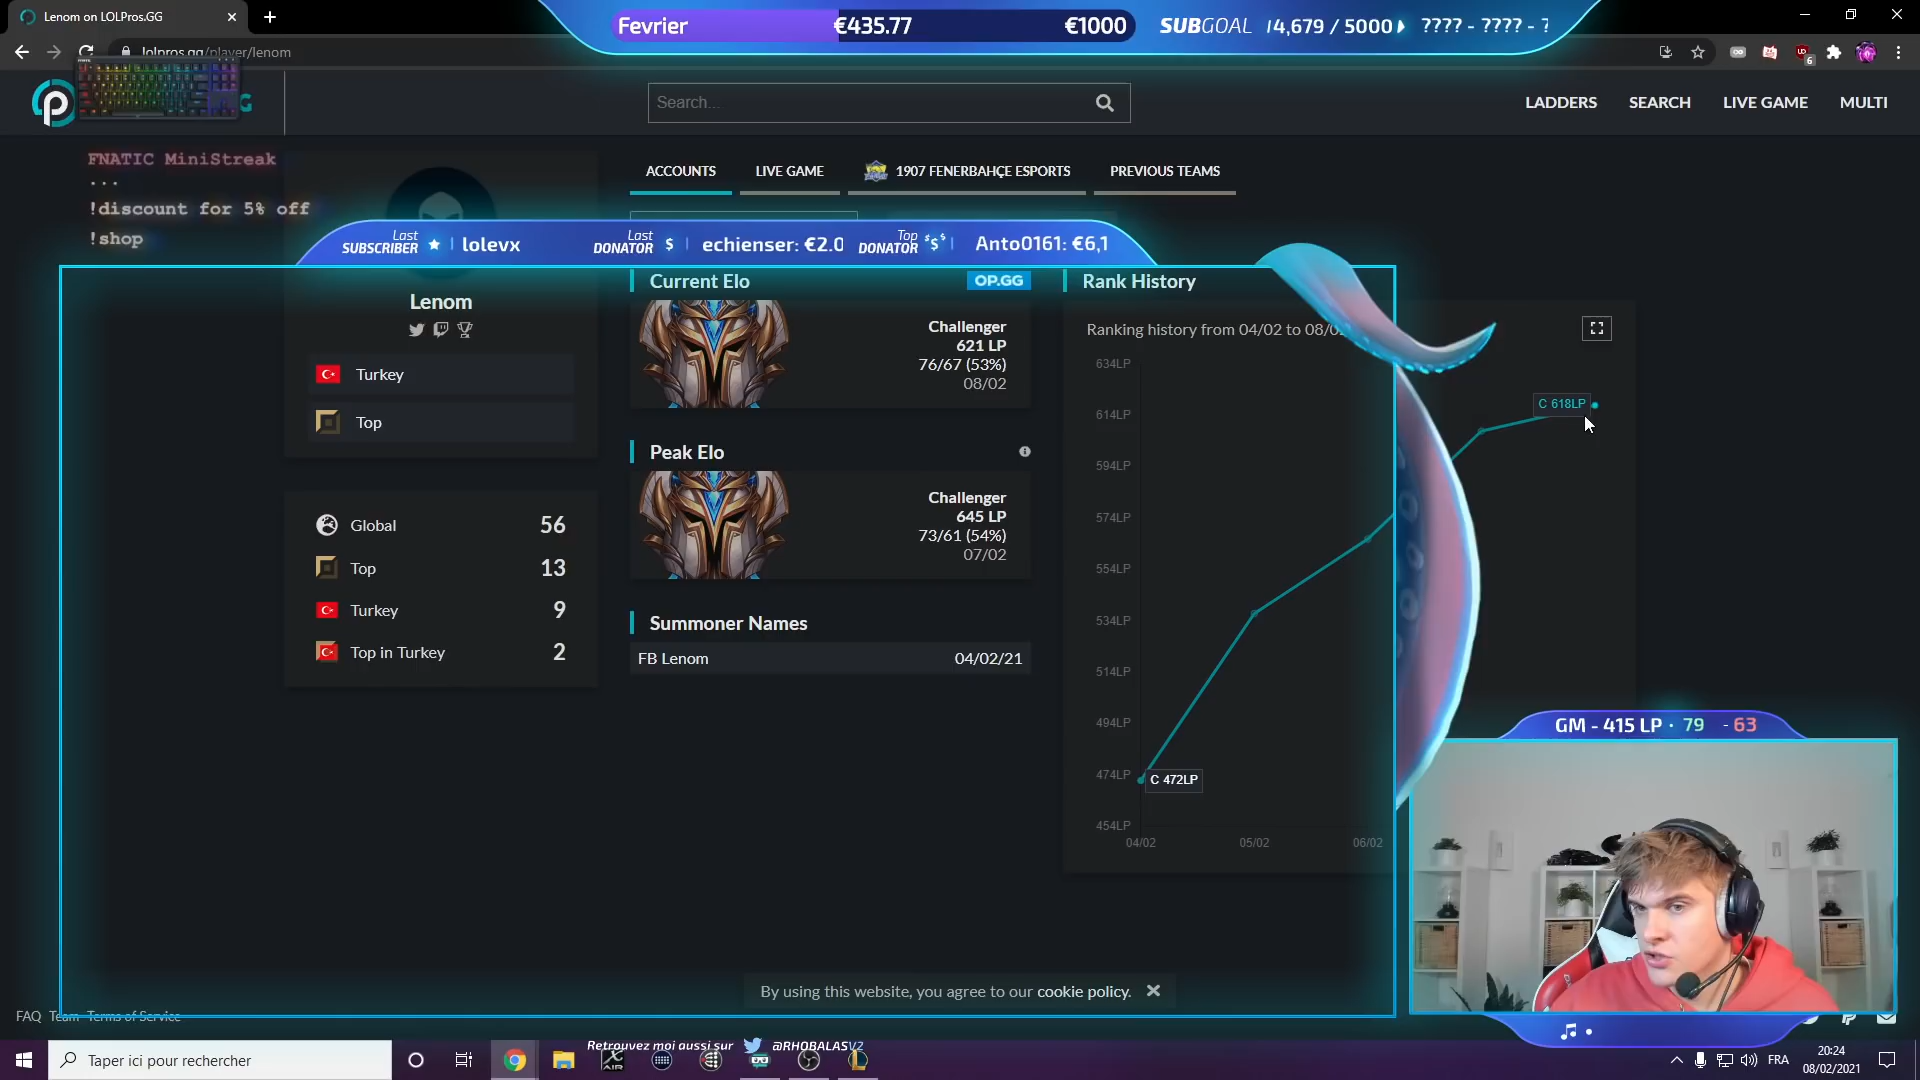 Lenom on LOLPros.GG
Fevrier €435.77 €1000
SUBGOAL 4,679 / 5000 ???? - ???? - ?
lolpros.gg/player/lenom
6
Search...
LADDERS SEARCH LIVE GAME MULTI
FNATIC MiniStreak
...
!discount for 5% off
!shop
ACCOUNTS LIVE GAME 1907 FENERBAHÇE ESPORTS PREVIOUS TEAMS
Last SUBSCRIBER lolevx Last DONATOR $ echienser: €2.0 Top DONATOR $$$ Anto0161: €6,1
Lenom
Turkey
Top
Global 56
Top 13
Turkey 9
Top in Turkey 2
Current Elo OP.GG
Challenger
621 LP
76/67 (53%)
08/02
Peak Elo
Challenger
645 LP
73/61 (54%)
07/02
Summoner Names
FB Lenom 04/02/21
Rank History
Ranking history from 04/02 to 08/0
634LP
614LP
594LP
574LP
554LP
534LP
514LP
494LP
474LP
454LP
C 618LP
C 472LP
04/02 05/02 06/02
GM - 415 LP · 79 - 63
By using this website, you agree to our cookie policy.
FAQ Team Terms of Service
Retrouvez moi aussi sur @RHOBALASV2
Taper ici pour rechercher
AIR
FRA
20:24
08/02/2021